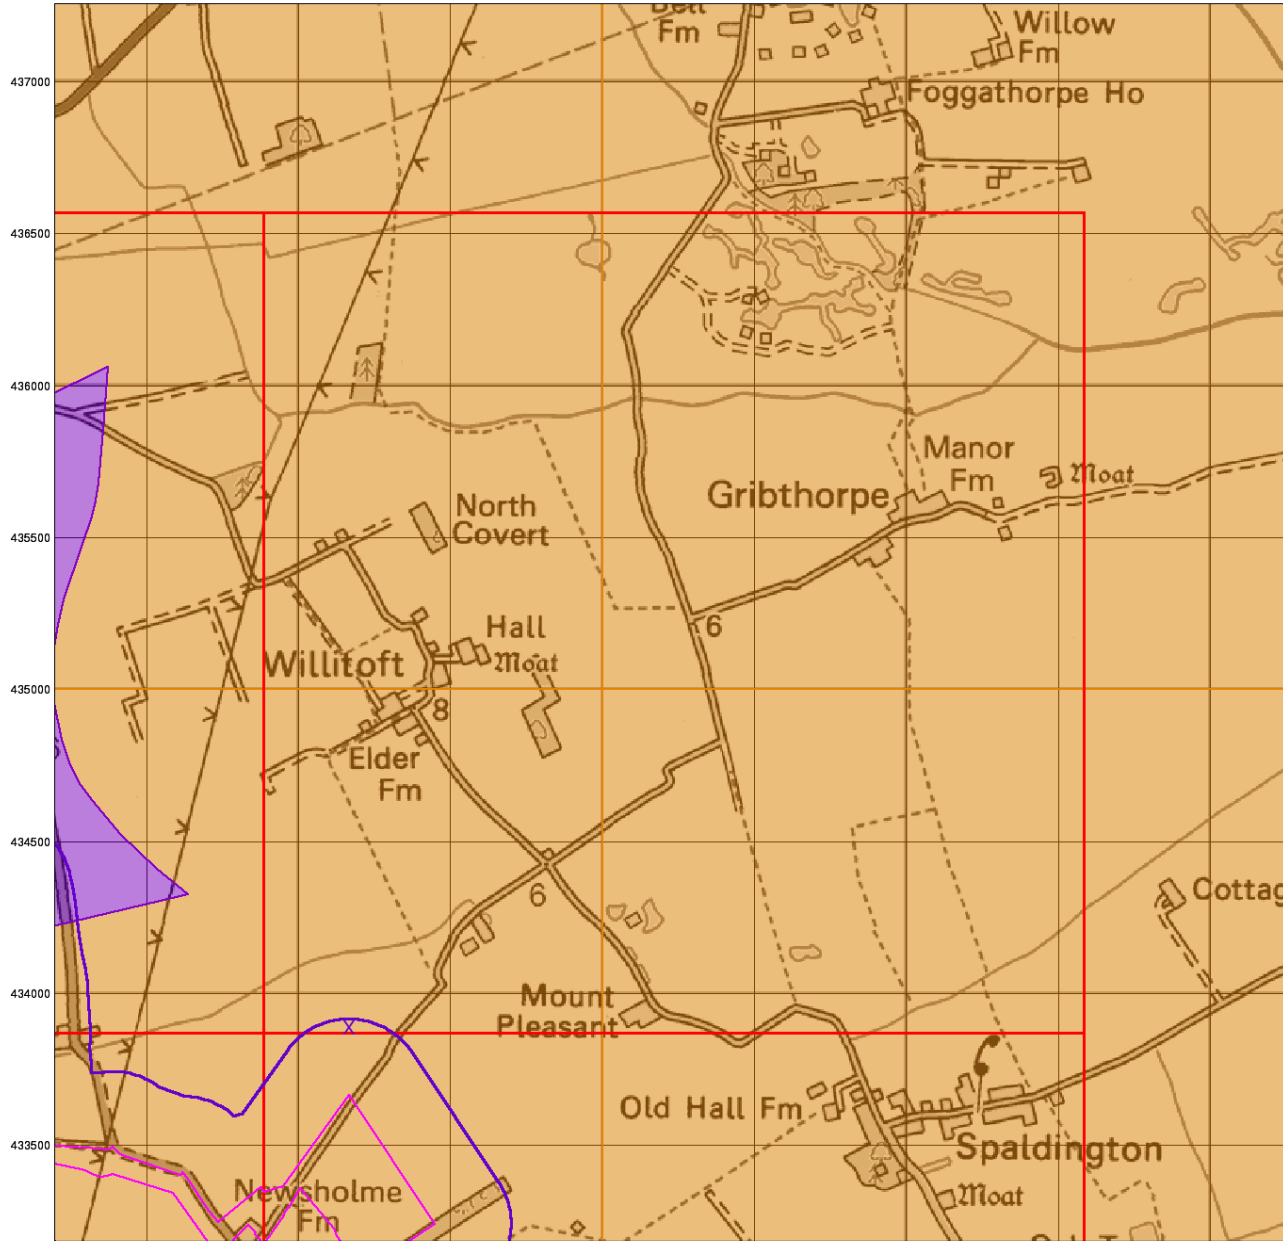 Bell
Fm
Willow
Fm
437000
Foggathorpe Ho
436500
436000
Manor
Fm
Moat
Gribthorpe
North
Covert
435500
6
Hall
Moat
Willitoft
435000
8
Elder
Fm
434500
6
Cottag
434000
Mount
Pleasant
X
Old Hall Fm
Spaldington
433500
Moat
Newsholme
Fm